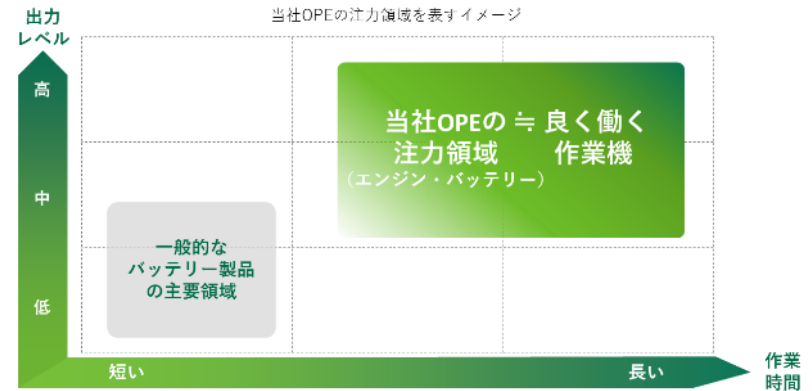 当社OPEの注力領域を表すイメージ
出力
レベル
高
中
低
当社OPEの ≒ 良く働く
注力領域 作業機
（エンジン・バッテリー）
一般的な
バッテリー製品
の主要領域
短い
長い
作業
時間